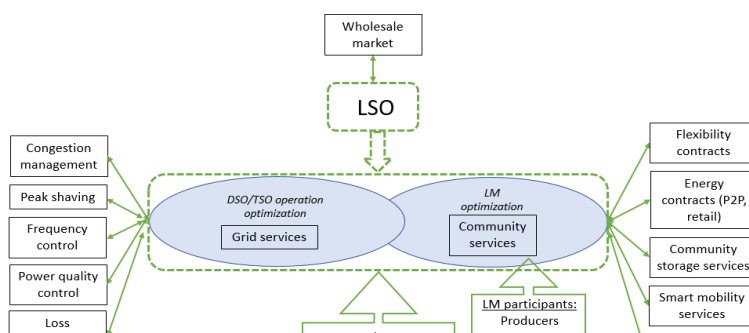 Wholesale
market
LSO
Congestion
management
Peak shaving
Frequency
control
Power quality
control
Loss
DSO/TSO operation
optimization
Grid services
LM
optimization
Community
services
LM participants:
Producers
Flexibility
contracts
Energy
contracts (P2P,
retail)
Community
storage services
Smart mobility
services